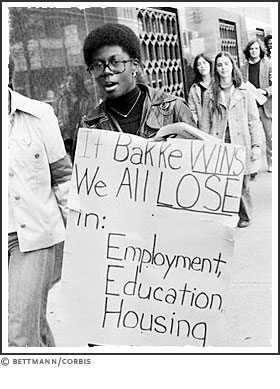 If Bakke WINS
We All LOSE
in:
Employment,
Education,
Housing
© BETTMANN/CORBIS